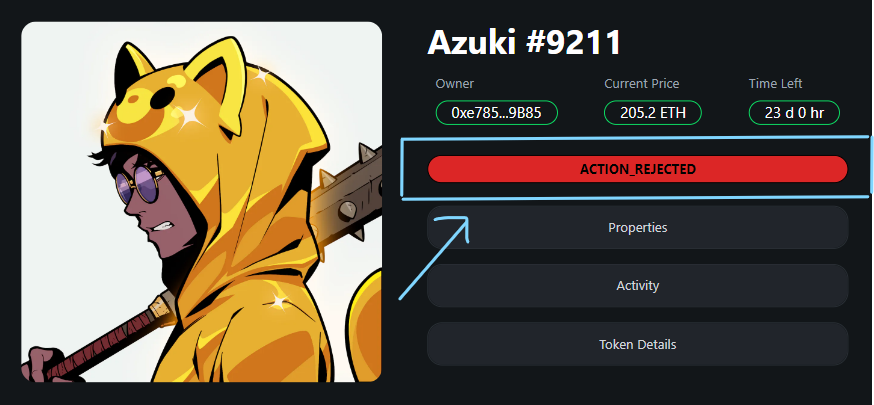 Azuki #9211
Owner Current Price Time Left
0xe785...9B85 205.2 ETH 23 d 0 hr
ACTION_REJECTED
Properties
Activity
Token Details